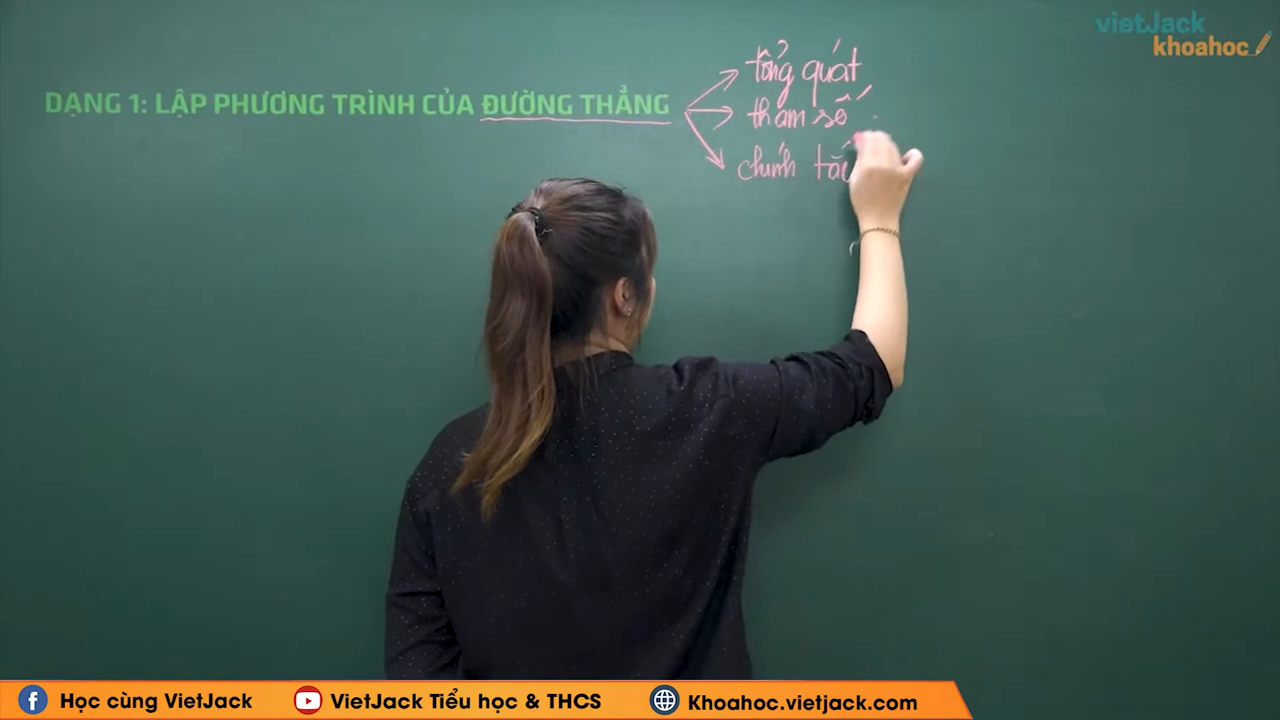 vietJack
khoahoc
DẠNG 1: LẬP PHƯƠNG TRÌNH CỦA ĐƯỜNG THẲNG
tổng quát
tham số
chính tắc
Học cùng VietJack
VietJack Tiểu học & THCS
Khoahoc.vietjack.com